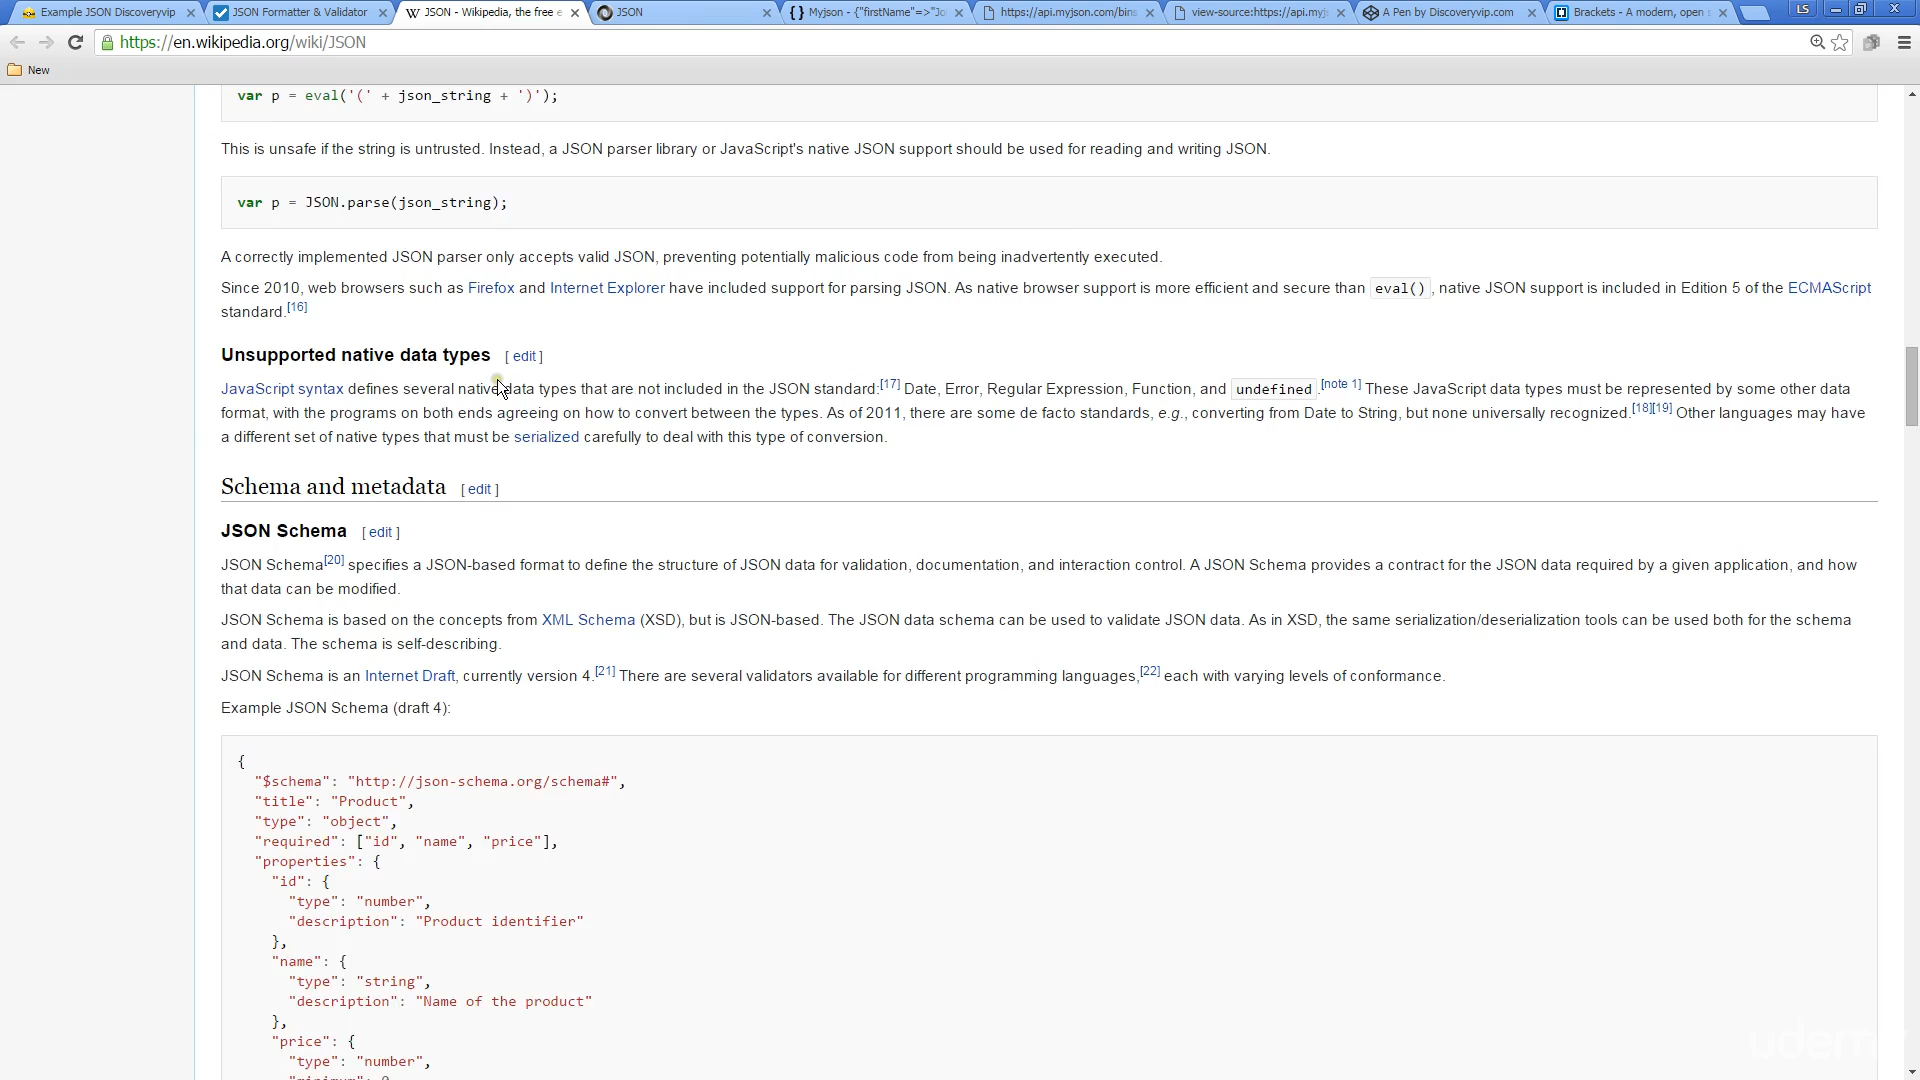 Example JSON Discoveryvip
JSON Formatter & Validator
JSON - Wikipedia, the free e
JSON
Myjson - {"firstName"=>"Jo
https://api.myjson.com/bins
view-source:https://api.myjs
A Pen by Discoveryvip.com
Brackets - A modern, open s
LS
https://en.wikipedia.org/wiki/JSON
New
var p = eval('(' + json_string + ')');
This is unsafe if the string is untrusted. Instead, a JSON parser library or JavaScript's native JSON support should be used for reading and writing JSON.
var p = JSON.parse(json_string);
A correctly implemented JSON parser only accepts valid JSON, preventing potentially malicious code from being inadvertently executed.
Since 2010, web browsers such as Firefox and Internet Explorer have included support for parsing JSON. As native browser support is more efficient and secure than eval(), native JSON support is included in Edition 5 of the ECMAScript
standard.[16]
Unsupported native data types [ edit ]
JavaScript syntax defines several native data types that are not included in the JSON standard:[17] Date, Error, Regular Expression, Function, and undefined.[note 1] These JavaScript data types must be represented by some other data
format, with the programs on both ends agreeing on how to convert between the types. As of 2011, there are some de facto standards, e.g., converting from Date to String, but none universally recognized.[18][19] Other languages may have
a different set of native types that must be serialized carefully to deal with this type of conversion.
Schema and metadata [ edit ]
JSON Schema [ edit ]
JSON Schema[20] specifies a JSON-based format to define the structure of JSON data for validation, documentation, and interaction control. A JSON Schema provides a contract for the JSON data required by a given application, and how
that data can be modified.
JSON Schema is based on the concepts from XML Schema (XSD), but is JSON-based. The JSON data schema can be used to validate JSON data. As in XSD, the same serialization/deserialization tools can be used both for the schema
and data. The schema is self-describing.
JSON Schema is an Internet Draft, currently version 4.[21] There are several validators available for different programming languages,[22] each with varying levels of conformance.
Example JSON Schema (draft 4):
{
"$schema": "http://json-schema.org/schema#",
"title": "Product",
"type": "object",
"required": ["id", "name", "price"],
"properties": {
"id": {
"type": "number",
"description": "Product identifier"
},
"name": {
"type": "string",
"description": "Name of the product"
},
"price": {
"type": "number",